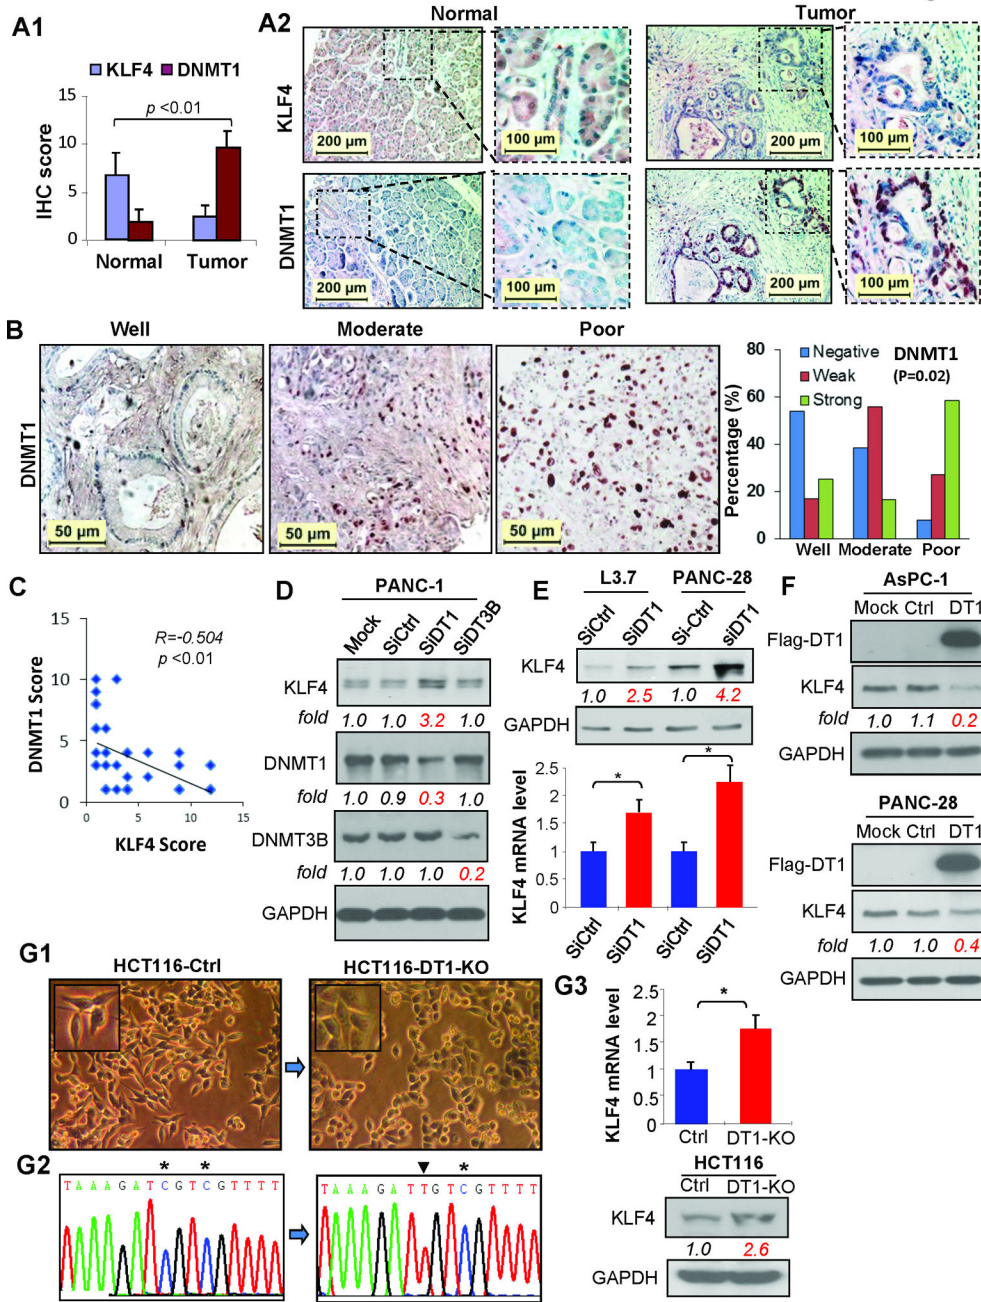 A1
KLF4 DNMT1
15
10
5
0
IHC score
p <0.01
Normal Tumor
A2
Normal Tumor
KLF4
200 µm 100 µm 200 µm 100 µm
DNMT1
200 µm 100 µm 200 µm 100 µm
B
Well Moderate Poor
DNMT1
50 µm 50 µm 50 µm
80
60
40
20
0
Percentage (%)
Negative
Weak
Strong
DNMT1
(P=0.02)
Well Moderate Poor
C
15
10
5
0
DNMT1 Score
R=-0.504
p <0.01
0 5 10 15
KLF4 Score
D
PANC-1
Mock SiCtrl SiDT1 SiDT3B
KLF4
fold 1.0 1.0 3.2 1.0
DNMT1
fold 1.0 0.9 0.3 1.0
DNMT3B
fold 1.0 1.0 1.0 0.2
GAPDH
E
L3.7 PANC-28
SiCtrl SiDT1 Si-Ctrl siDT1
KLF4
1.0 2.5 1.0 4.2
GAPDH
2.5
2
1.5
1
0.5
0
KLF4 mRNA level
* *
SiCtrl SiDT1 SiCtrl SiDT1
F
AsPC-1
Mock Ctrl DT1
Flag-DT1
KLF4
fold 1.0 1.1 0.2
GAPDH
PANC-28
Mock Ctrl DT1
Flag-DT1
KLF4
fold 1.0 1.0 0.4
GAPDH
G1
HCT116-Ctrl HCT116-DT1-KO
G2
* *
T A A A G A T C G T C G T T T T
*
T A A A G A T T G T C G T T T T
G3
2.5
2
1.5
1
0.5
0
KLF4 mRNA level
*
Ctrl DT1-KO
HCT116
Ctrl DT1-KO
KLF4
1.0 2.6
GAPDH